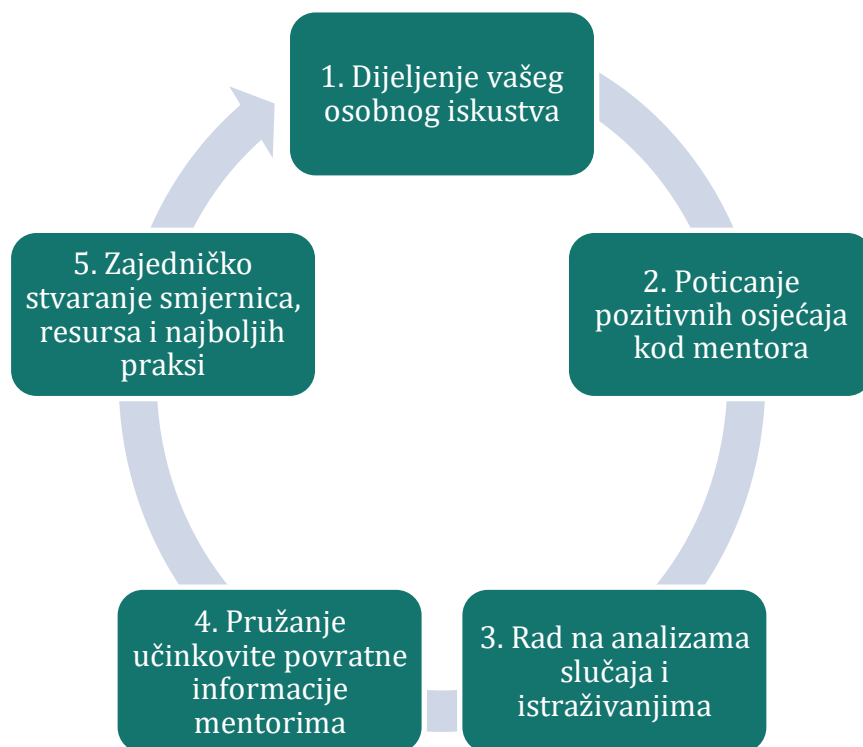 1. Dijeljenje vašeg
osobnog iskustva
2. Poticanje
pozitivnih osjećaja
kod mentora
3. Rad na analizama
slučaja i
istraživanjima
4. Pružanje
učinkovite povratne
informacije
mentorima
5. Zajedničko
stvaranje smjernica,
resursa i najboljih
praksi